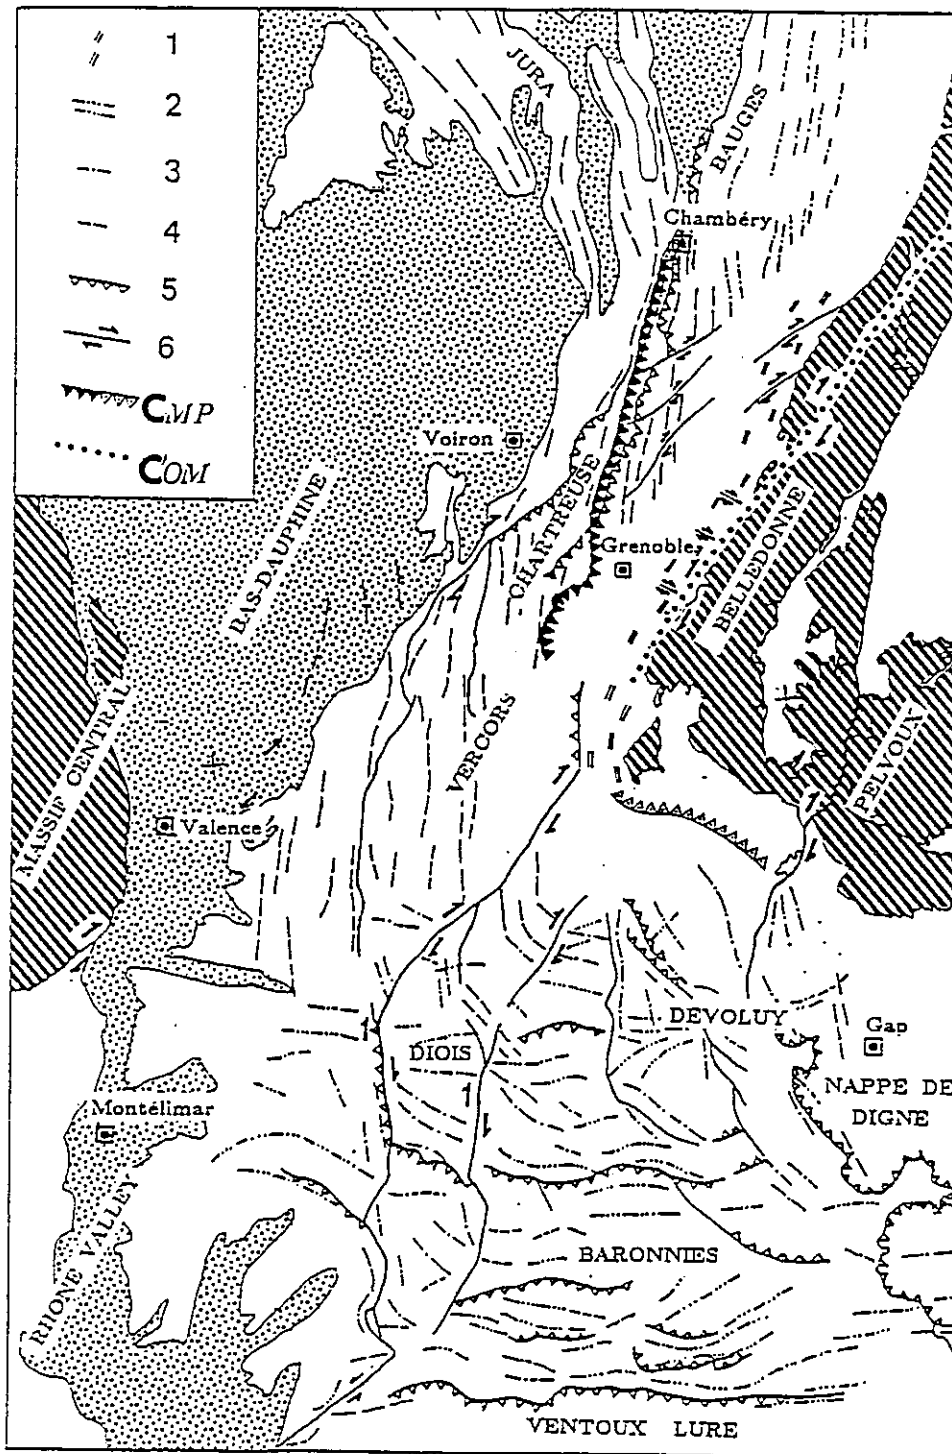 1
2
3
4
5
6
CMP
COM
JURA
BAUGES
Chambéry
Voiron
CHARTREUSE
BAS-DAUPHINE
Grenoble
BELLEDONNE
MASSIF CENTRAL
VERCORS
PELVOUX
Valence
DEVOLUY
Gap
DIOIS
NAPPE DE
DIGNE
Montélimar
RHONE VALLEY
BARONNIES
VENTOUX LURE